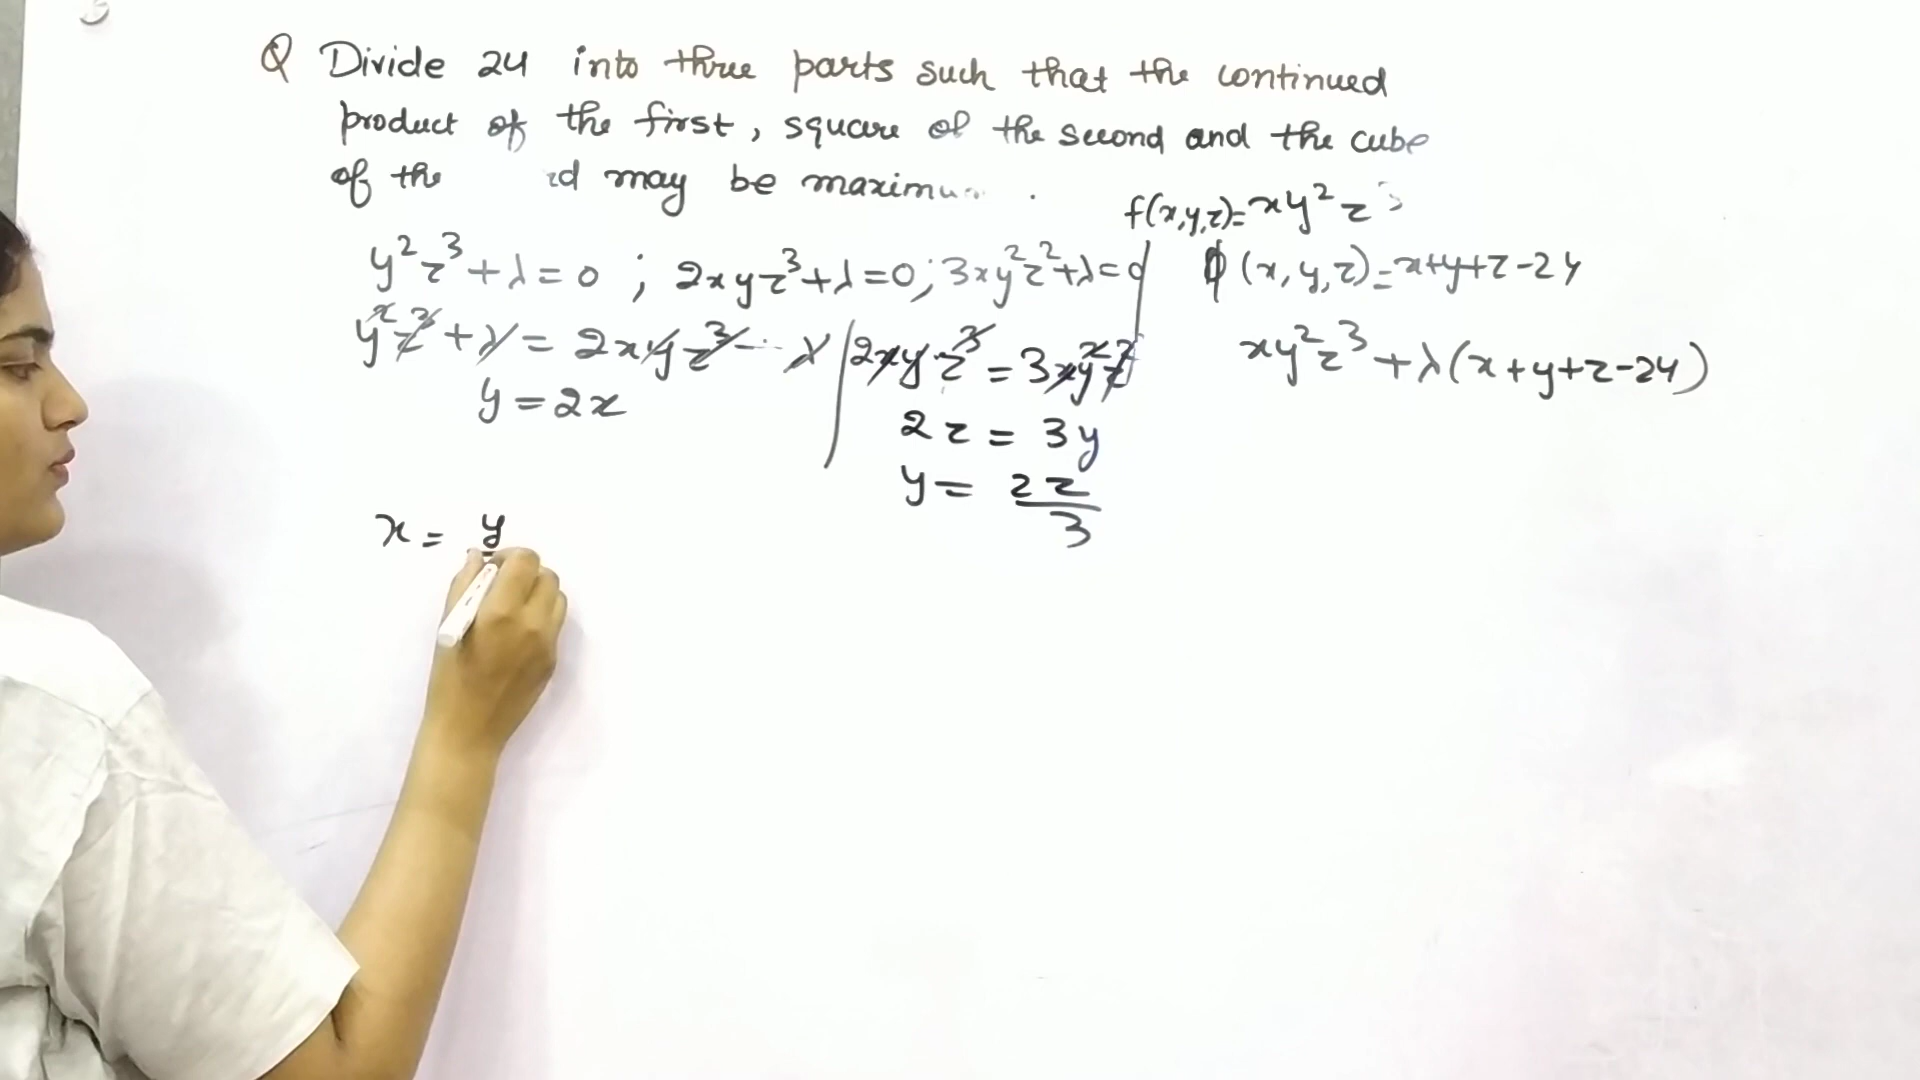 Q Divide 24 into three parts such that the continued
product of the first, square of the second and the cube
of the may be
f(x,y,z)=xy²z³
y²z³+λ=0 ; 2xyz³+λ=0; 3xy²z²+λ=0
ϕ(x,y,z)=x+y+z-24
y²z³+λ=2xyz³-λ
2xyz³=3xy²z²
xy²z³+λ(x+y+z-24)
y=2x
2z=3y
y=2z/3
x=y